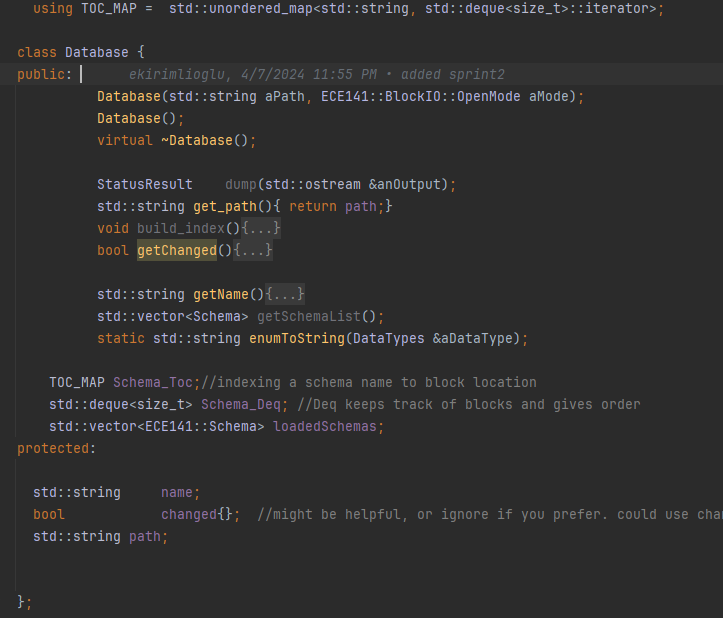 using TOC_MAP =  std::unordered_map<std::string, std::deque<size_t>::iterator>;
class Database {
public:      ekirimlioglu, 4/7/2024 11:55 PM • added sprint2
Database(std::string aPath, ECE141::BlockIO::OpenMode aMode);
Database();
virtual ~Database();
StatusResult    dump(std::ostream &anOutput);
std::string get_path(){ return path;}
void build_index(){...}
bool getChanged(){...}
std::string getName(){...}
std::vector<Schema> getSchemaList();
static std::string enumToString(DataTypes &aDataType);
TOC_MAP Schema_Toc;//indexing a schema name to block location
std::deque<size_t> Schema_Deq; //Deq keeps track of blocks and gives order
std::vector<ECE141::Schema> loadedSchemas;
protected:
std::string     name;
bool            changed{};  //might be helpful, or ignore if you prefer. could use cha
std::string path;
};